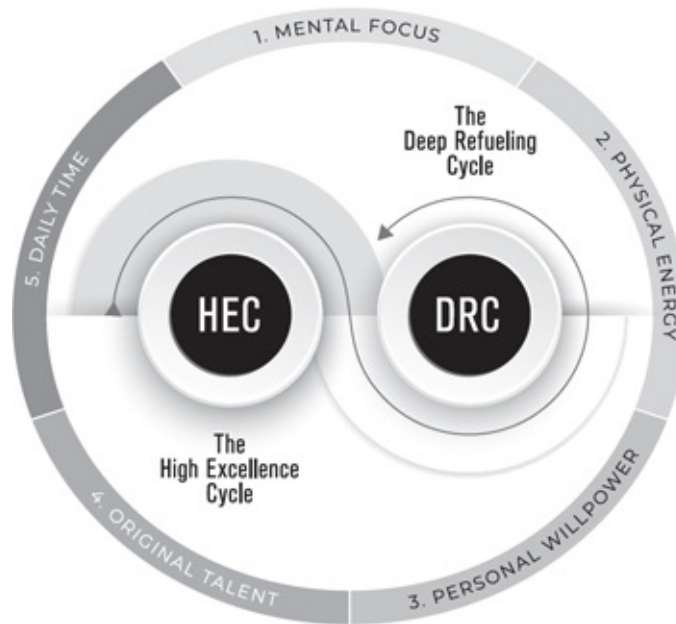 1. MENTAL FOCUS
2. PHYSICAL ENERGY
3. PERSONAL WILLPOWER
4. ORIGINAL TALENT
5. DAILY TIME
The
Deep Refueling
Cycle
HEC
DRC
The
High Excellence
Cycle